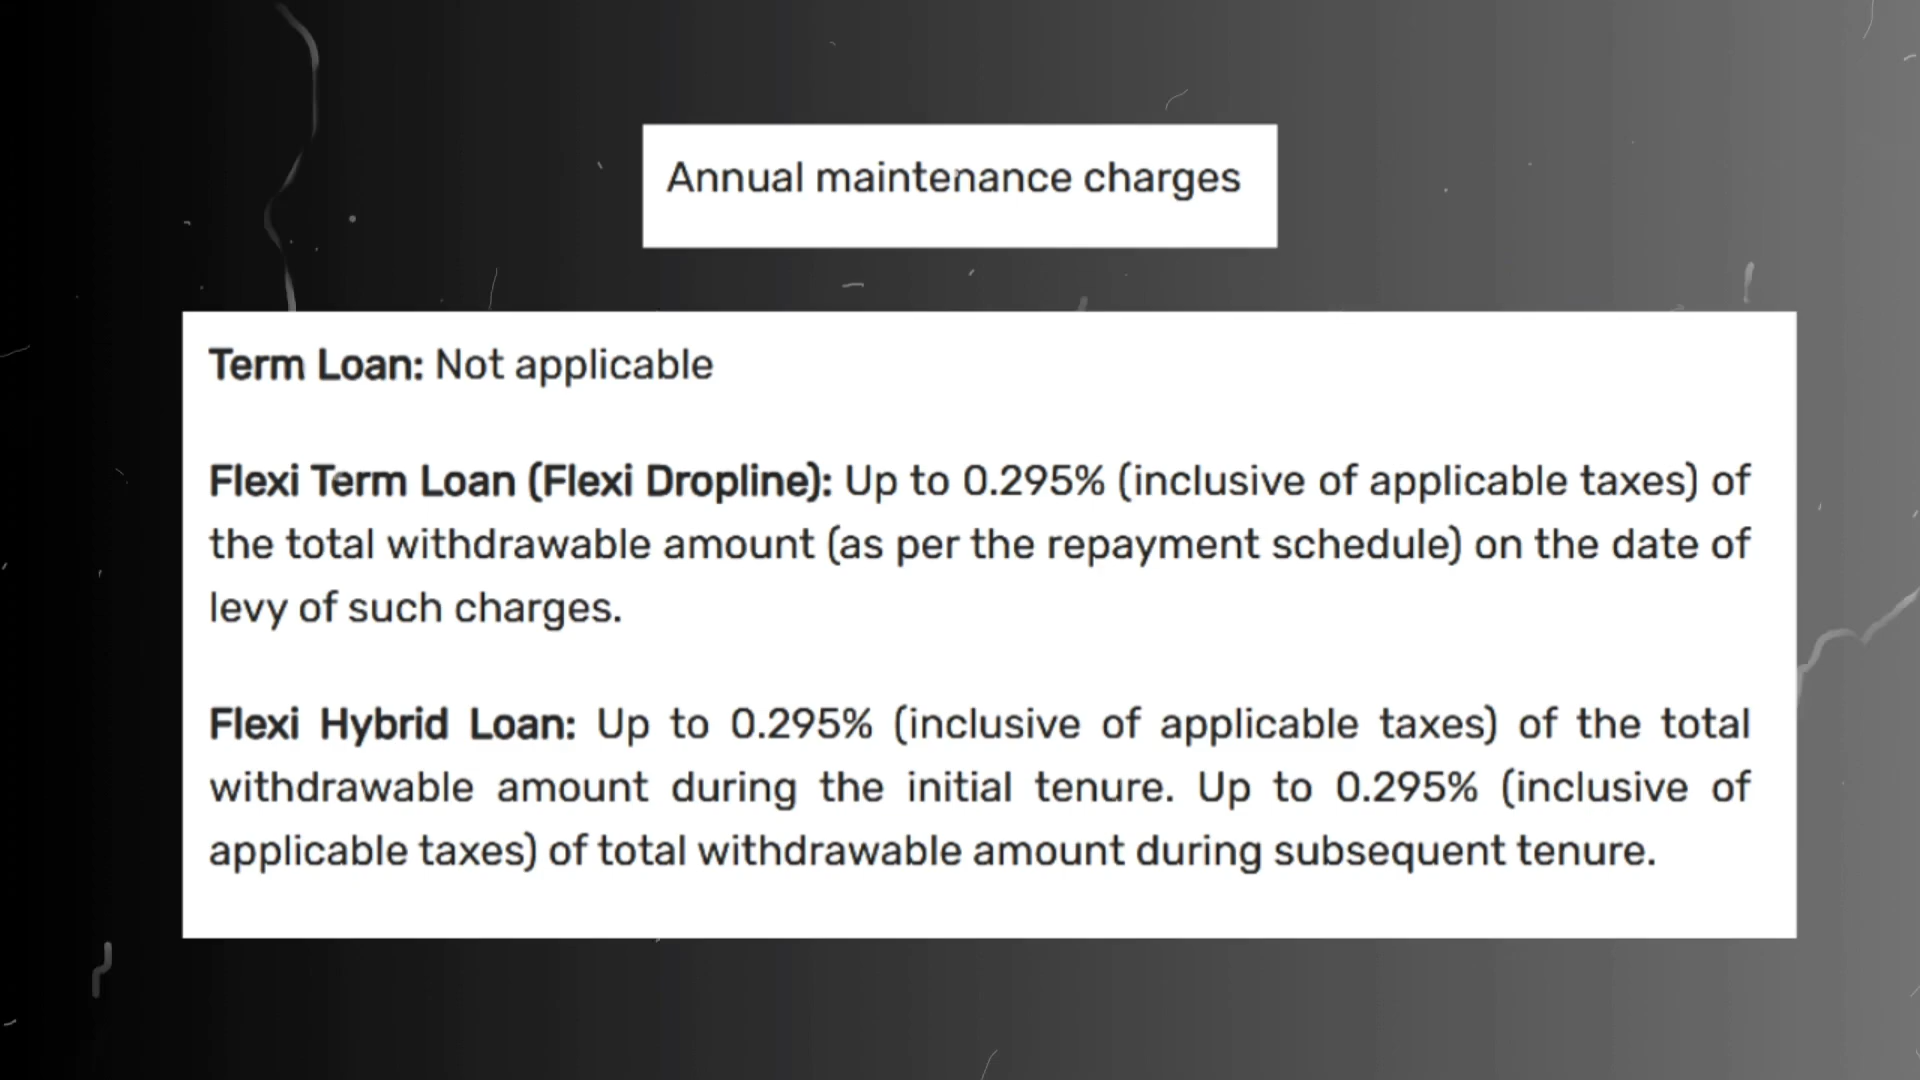 Annual maintenance charges
Term Loan: Not applicable
Flexi Term Loan (Flexi Dropline): Up to 0.295% (inclusive of applicable taxes) of
the total withdrawable amount (as per the repayment schedule) on the date of
levy of such charges.
Flexi Hybrid Loan: Up to 0.295% (inclusive of applicable taxes) of the total
withdrawable amount during the initial tenure. Up to 0.295% (inclusive of
applicable taxes) of total withdrawable amount during subsequent tenure.